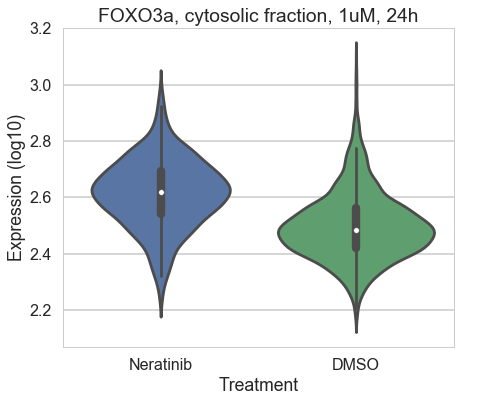 FOXO3a, cytosolic fraction, 1uM, 24h
3.2
3.0
2.8
2.6
2.4
2.2
Expression (log10)
Neratinib DMSO
Treatment